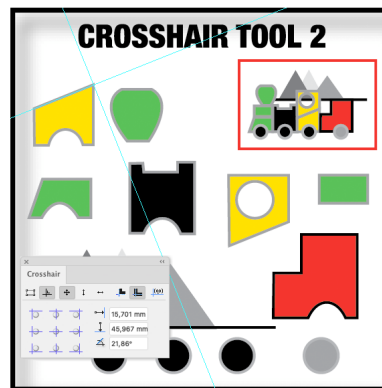 CROSSHAIR TOOL 2
Crosshair
15,701 mm
45,967 mm
21,86°